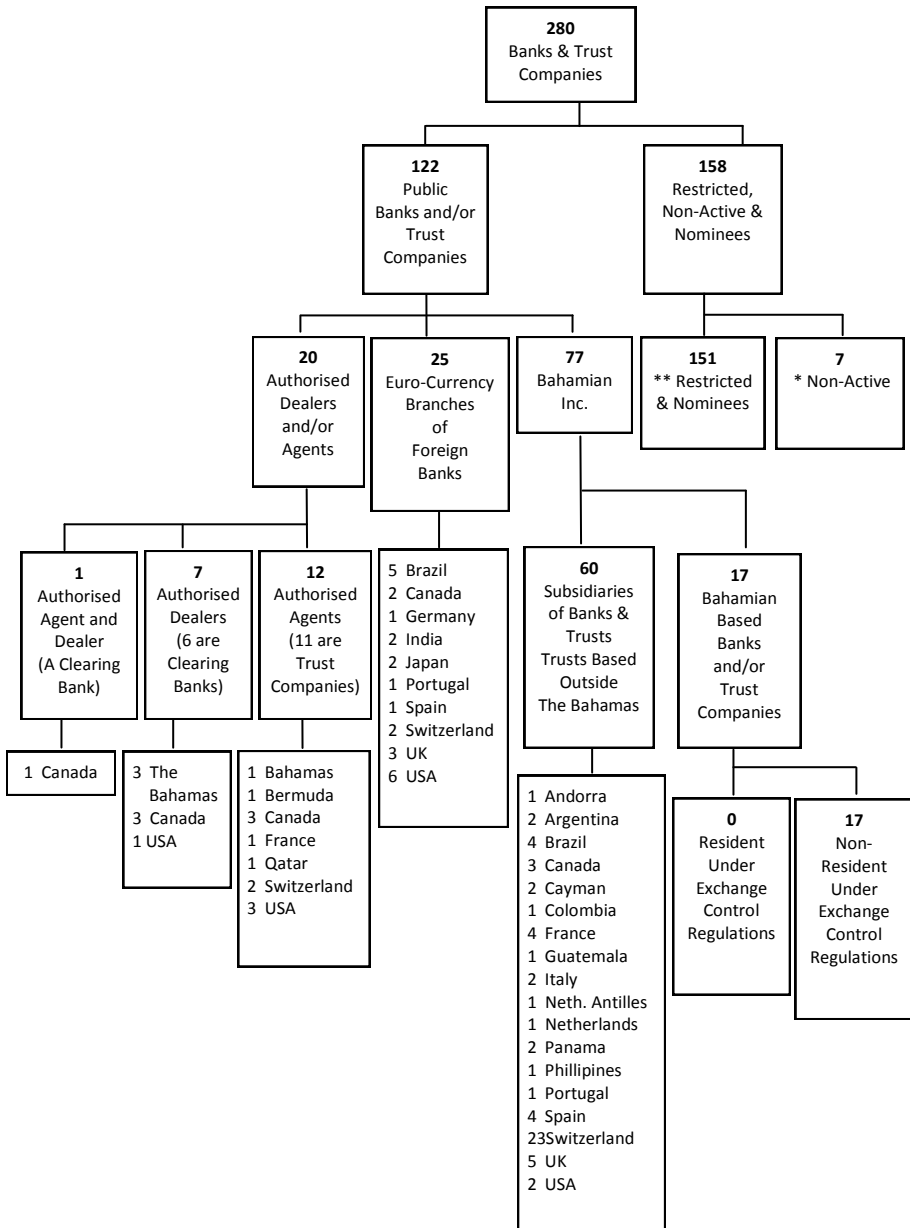 280
Banks & Trust
Companies
122
Public
Banks and/or
Trust
Companies
158
Restricted,
Non-Active &
Nominees
20
Authorised
Dealers
and/or
Agents
25
Euro-Currency
Branches
of
Foreign
Banks
77
Bahamian
Inc.
151
** Restricted
& Nominees
7
* Non-Active
1
Authorised
Agent and
Dealer
(A Clearing
Bank)
7
Authorised
Dealers
(6 are
Clearing
Banks)
12
Authorised
Agents
(11 are
Trust
Companies)
5 Brazil
2 Canada
1 Germany
2 India
2 Japan
1 Portugal
1 Spain
2 Switzerland
3 UK
6 USA
60
Subsidiaries
of Banks &
Trusts
Trusts Based
Outside
The Bahamas
17
Bahamian
Based
Banks
and/or
Trust
Companies
1 Canada
3 The
Bahamas
3 Canada
1 USA
1 Bahamas
1 Bermuda
3 Canada
1 France
1 Qatar
2 Switzerland
3 USA
1 Andorra
2 Argentina
4 Brazil
3 Canada
2 Cayman
1 Colombia
4 France
1 Guatemala
2 Italy
1 Neth. Antilles
1 Netherlands
2 Panama
1 Phillipines
1 Portugal
4 Spain
23Switzerland
5 UK
2 USA
0
Resident
Under
Exchange
Control
Regulations
17
Non-
Resident
Under
Exchange
Control
Regulations